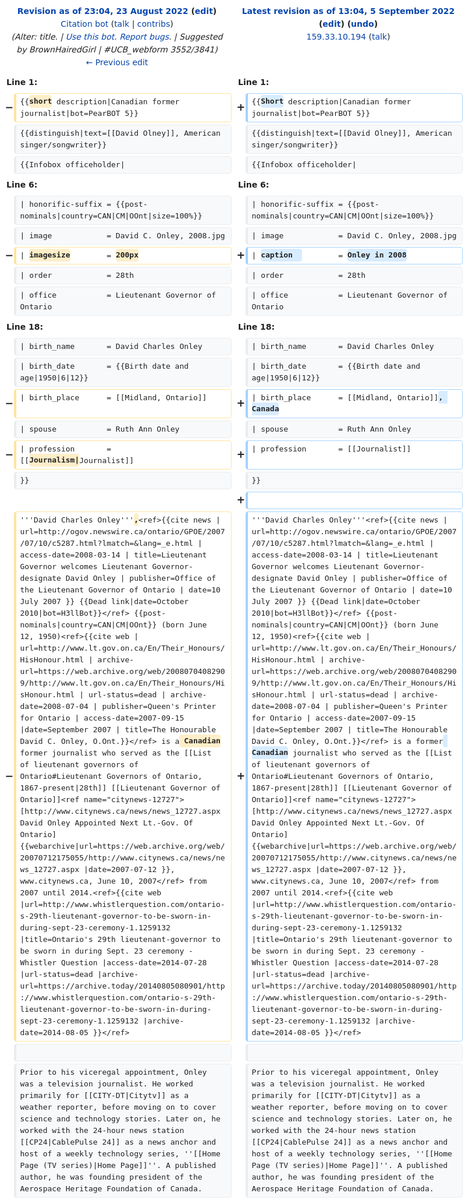 Revision as of 23:04, 23 August 2022 (edit)
Citation bot (talk | contribs)
(Alter: title. | Use this bot. Report bugs. | Suggested
by BrownHairedGirl | #UCB_webform 3552/3841)
← Previous edit
Latest revision as of 13:04, 5 September 2022
(edit) (undo)
159.33.10.194 (talk)
Line 1:
Line 1:
− {{short description|Canadian former
journalist|bot=PearBOT 5}}
+ {{Short description|Canadian former
journalist|bot=PearBOT 5}}
{{distinguish|text=[[David Olney]], American
singer/songwriter}}
{{distinguish|text=[[David Olney]], American
singer/songwriter}}
{{Infobox officeholder|
{{Infobox officeholder|
Line 6:
Line 6:
| honorific-suffix = {{post-
nominals|country=CAN|CM|OOnt|size=100%}}
| honorific-suffix = {{post-
nominals|country=CAN|CM|OOnt|size=100%}}
| image = David C. Onley, 2008.jpg
| image = David C. Onley, 2008.jpg
− | imagesize = 200px
+ | caption = Onley in 2008
| order = 28th
| order = 28th
| office = Lieutenant Governor of
Ontario
| office = Lieutenant Governor of
Ontario
Line 18:
Line 18:
| birth_name = David Charles Onley
| birth_name = David Charles Onley
| birth_date = {{Birth date and
age|1950|6|12}}
| birth_date = {{Birth date and
age|1950|6|12}}
− | birth_place = [[Midland, Ontario]]
+ | birth_place = [[Midland, Ontario]],
Canada
| spouse = Ruth Ann Onley
| spouse = Ruth Ann Onley
− | profession =
[[Journalism|Journalist]]
+ | profession = [[Journalist]]
}}
}}
+
− '''David Charles Onley''',<ref>{{cite news |
url=http://ogov.newswire.ca/ontario/GPOE/2007
/07/10/c5287.html?lmatch=&lang=_e.html |
access-date=2008-03-14 | title=Lieutenant
Governor welcomes Lieutenant Governor-
designate David Onley | publisher=Office of
the Lieutenant Governor of Ontario | date=10
July 2007 }} {{Dead link|date=October
2010|bot=H3llBot}}</ref> {{post-
nominals|country=CAN|CM|OOnt}} (born June
12, 1950)<ref>{{cite web |
url=http://www.lt.gov.on.ca/En/Their_Honours/
HisHonour.html | archive-
url=https://web.archive.org/web/2008070408290
9/http://www.lt.gov.on.ca/En/Their_Honours/Hi
sHonour.html | url-status=dead | archive-
date=2008-07-04 | publisher=Queen's Printer
for Ontario | access-date=2007-09-15
|date=September 2007 | title=The Honourable
David C. Onley, O.Ont.}}</ref> is a Canadian
former journalist who served as the [[List
of lieutenant governors of
Ontario#Lieutenant Governors of Ontario,
1867-present|28th]] [[Lieutenant Governor of
Ontario]]<ref name="citynews-12727">
[http://www.citynews.ca/news/news_12727.aspx
David Onley Appointed Next Lt.-Gov. Of
Ontario]
{{webarchive|url=https://web.archive.org/web/
20070712175055/http://www.citynews.ca/news/ne
ws_12727.aspx |date=2007-07-12 }},
www.citynews.ca, June 10, 2007</ref> from
2007 until 2014.<ref>{{cite web
|url=http://www.whistlerquestion.com/ontario-
s-29th-lieutenant-governor-to-be-sworn-in-
during-sept-23-ceremony-1.1259132
|title=Ontario's 29th lieutenant-governor to
be sworn in during Sept. 23 ceremony -
Whistler Question |access-date=2014-07-28
|url-status=dead |archive-
url=https://archive.today/20140805080901/http
://www.whistlerquestion.com/ontario-s-29th-
lieutenant-governor-to-be-sworn-in-during-
sept-23-ceremony-1.1259132 |archive-
date=2014-08-05 }}</ref>
+ '''David Charles Onley'''<ref>{{cite news |
url=http://ogov.newswire.ca/ontario/GPOE/2007
/07/10/c5287.html?lmatch=&lang=_e.html |
access-date=2008-03-14 | title=Lieutenant
Governor welcomes Lieutenant Governor-
designate David Onley | publisher=Office of
the Lieutenant Governor of Ontario | date=10
July 2007 }} {{Dead link|date=October
2010|bot=H3llBot}}</ref> {{post-
nominals|country=CAN|CM|OOnt}} (born June
12, 1950)<ref>{{cite web |
url=http://www.lt.gov.on.ca/En/Their_Honours/
HisHonour.html | archive-
url=https://web.archive.org/web/2008070408290
9/http://www.lt.gov.on.ca/En/Their_Honours/Hi
sHonour.html | url-status=dead | archive-
date=2008-07-04 | publisher=Queen's Printer
for Ontario | access-date=2007-09-15
|date=September 2007 | title=The Honourable
David C. Onley, O.Ont.}}</ref> is a former
Canadian journalist who served as the [[List
of lieutenant governors of
Ontario#Lieutenant Governors of Ontario,
1867-present|28th]] [[Lieutenant Governor of
Ontario]]<ref name="citynews-12727">
[http://www.citynews.ca/news/news_12727.aspx
David Onley Appointed Next Lt.-Gov. Of
Ontario]
{{webarchive|url=https://web.archive.org/web/
20070712175055/http://www.citynews.ca/news/ne
ws_12727.aspx |date=2007-07-12 }},
www.citynews.ca, June 10, 2007</ref> from
2007 until 2014.<ref>{{cite web
|url=http://www.whistlerquestion.com/ontario-
s-29th-lieutenant-governor-to-be-sworn-in-
during-sept-23-ceremony-1.1259132
|title=Ontario's 29th lieutenant-governor to
be sworn in during Sept. 23 ceremony -
Whistler Question |access-date=2014-07-28
|url-status=dead |archive-
url=https://archive.today/20140805080901/http
://www.whistlerquestion.com/ontario-s-29th-
lieutenant-governor-to-be-sworn-in-during-
sept-23-ceremony-1.1259132 |archive-
date=2014-08-05 }}</ref>
Prior to his viceregal appointment, Onley
was a television journalist. He worked
primarily for [[CITY-DT|Citytv]] as a
weather reporter, before moving on to cover
science and technology stories. Later on, he
worked with the 24-hour news station
[[CP24|CablePulse 24]] as a news anchor and
host of a weekly technology series, ''[[Home
Page (TV series)|Home Page]]''. A published
author, he was founding president of the
Aerospace Heritage Foundation of Canada.
Prior to his viceregal appointment, Onley
was a television journalist. He worked
primarily for [[CITY-DT|Citytv]] as a
weather reporter, before moving on to cover
science and technology stories. Later on, he
worked with the 24-hour news station
[[CP24|CablePulse 24]] as a news anchor and
host of a weekly technology series, ''[[Home
Page (TV series)|Home Page]]''. A published
author, he was founding president of the
Aerospace Heritage Foundation of Canada.